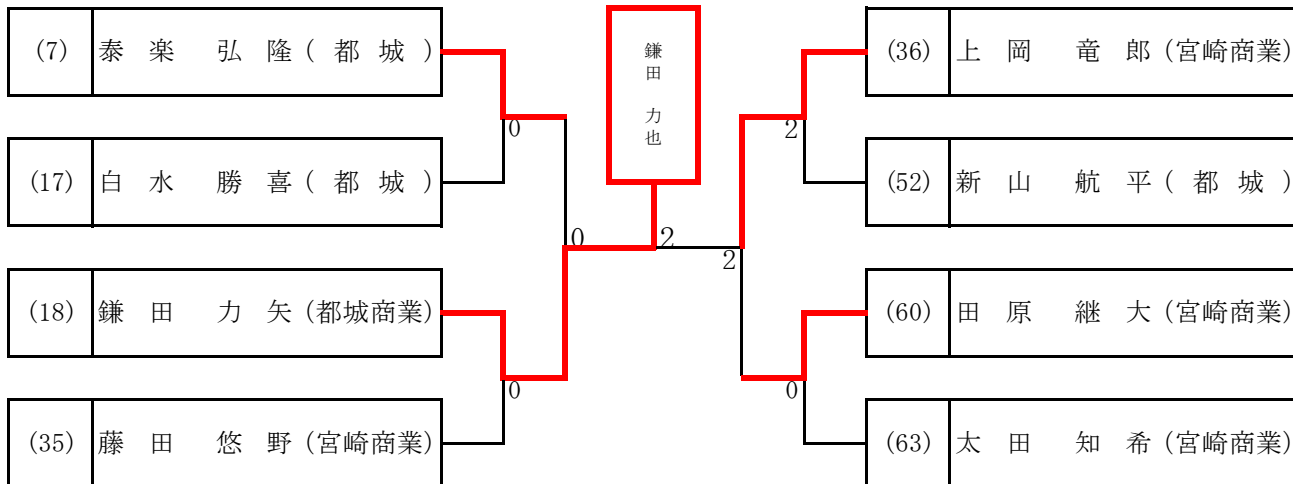 (7) 泰楽 弘隆(都城)
0
(17) 白水 勝喜(都城)
0
(18) 鎌田 力矢(都城商業)
0
(35) 藤田 悠野(宮崎商業)
鎌田 力也
2
(36) 上岡 竜郎(宮崎商業)
2
(52) 新山 航平(都城)
2
(60) 田原 継大(宮崎商業)
0
(63) 太田 知希(宮崎商業)